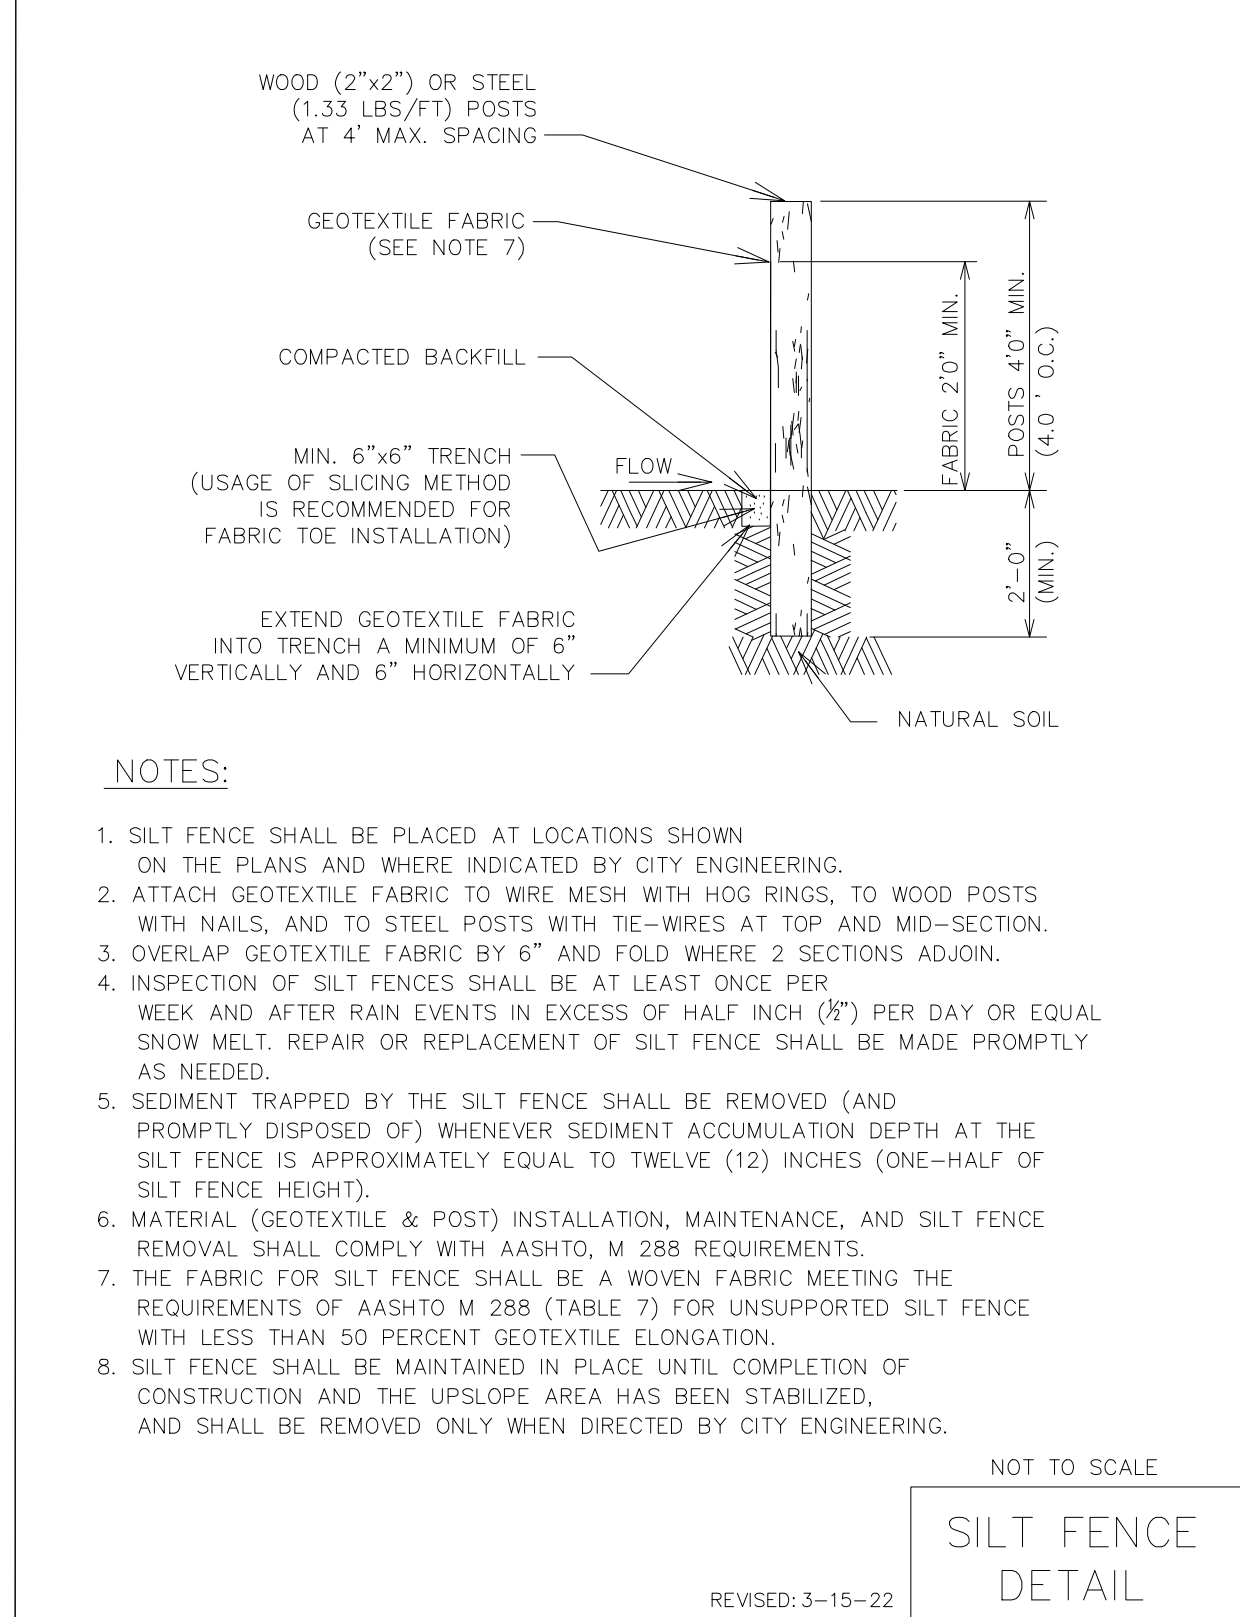 WOOD (2"x2") OR STEEL
(1.33 LBS/FT) POSTS
AT 4' MAX. SPACING
GEOTEXTILE FABRIC
(SEE NOTE 7)
COMPACTED BACKFILL
MIN. 6"x6" TRENCH
(USAGE OF SLICING METHOD
IS RECOMMENDED FOR
FABRIC TOE INSTALLATION)
FLOW
EXTEND GEOTEXTILE FABRIC
INTO TRENCH A MINIMUM OF 6"
VERTICALLY AND 6" HORIZONTALLY
FABRIC 2'0" MIN.
POSTS 4'0" MIN.
(4.0 ' O.C.)
2'-0"
(MIN.)
NATURAL SOIL
NOTES:
1. SILT FENCE SHALL BE PLACED AT LOCATIONS SHOWN
ON THE PLANS AND WHERE INDICATED BY CITY ENGINEERING.
2. ATTACH GEOTEXTILE FABRIC TO WIRE MESH WITH HOG RINGS, TO WOOD POSTS
WITH NAILS, AND TO STEEL POSTS WITH TIE-WIRES AT TOP AND MID-SECTION.
3. OVERLAP GEOTEXTILE FABRIC BY 6" AND FOLD WHERE 2 SECTIONS ADJOIN.
4. INSPECTION OF SILT FENCES SHALL BE AT LEAST ONCE PER
WEEK AND AFTER RAIN EVENTS IN EXCESS OF HALF INCH (½") PER DAY OR EQUAL
SNOW MELT. REPAIR OR REPLACEMENT OF SILT FENCE SHALL BE MADE PROMPTLY
AS NEEDED.
5. SEDIMENT TRAPPED BY THE SILT FENCE SHALL BE REMOVED (AND
PROMPTLY DISPOSED OF) WHENEVER SEDIMENT ACCUMULATION DEPTH AT THE
SILT FENCE IS APPROXIMATELY EQUAL TO TWELVE (12) INCHES (ONE-HALF OF
SILT FENCE HEIGHT).
6. MATERIAL (GEOTEXTILE & POST) INSTALLATION, MAINTENANCE, AND SILT FENCE
REMOVAL SHALL COMPLY WITH AASHTO, M 288 REQUIREMENTS.
7. THE FABRIC FOR SILT FENCE SHALL BE A WOVEN FABRIC MEETING THE
REQUIREMENTS OF AASHTO M 288 (TABLE 7) FOR UNSUPPORTED SILT FENCE
WITH LESS THAN 50 PERCENT GEOTEXTILE ELONGATION.
8. SILT FENCE SHALL BE MAINTAINED IN PLACE UNTIL COMPLETION OF
CONSTRUCTION AND THE UPSLOPE AREA HAS BEEN STABILIZED,
AND SHALL BE REMOVED ONLY WHEN DIRECTED BY CITY ENGINEERING.
NOT TO SCALE
SILT FENCE
DETAIL
REVISED: 3-15-22